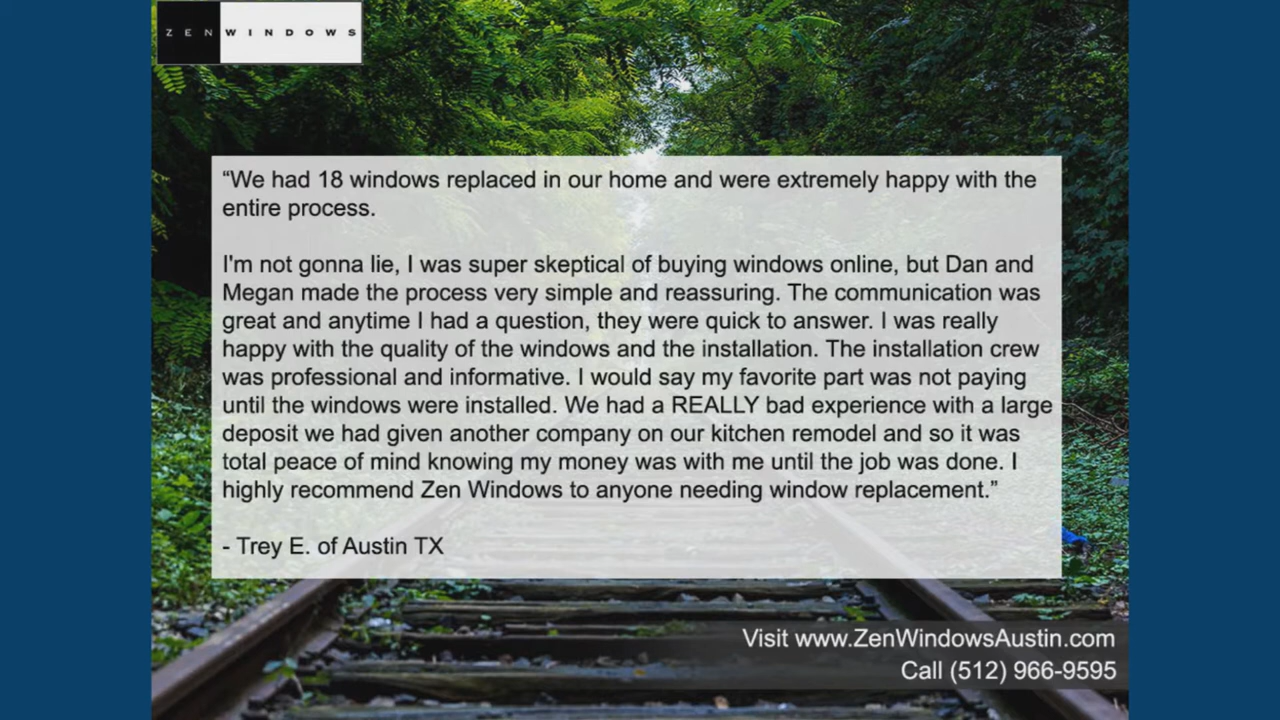 ZEN WINDOWS
“We had 18 windows replaced in our home and were extremely happy with the
entire process.
I'm not gonna lie, I was super skeptical of buying windows online, but Dan and
Megan made the process very simple and reassuring. The communication was
great and anytime I had a question, they were quick to answer. I was really
happy with the quality of the windows and the installation. The installation crew
was professional and informative. I would say my favorite part was not paying
until the windows were installed. We had a REALLY bad experience with a large
deposit we had given another company on our kitchen remodel and so it was
total peace of mind knowing my money was with me until the job was done. I
highly recommend Zen Windows to anyone needing window replacement.”
- Trey E. of Austin TX
Visit www.ZenWindowsAustin.com
Call (512) 966-9595